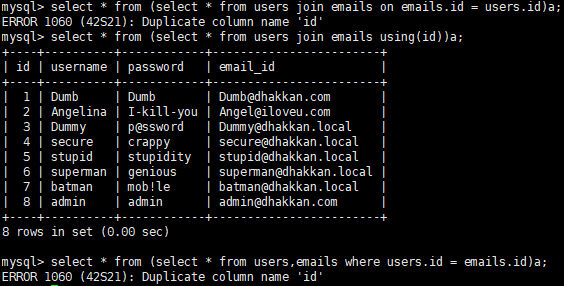 mysql> select * from (select * from users join emails on emails.id = users.id)a;
ERROR 1060 (42S21): Duplicate column name 'id'
mysql> select * from (select * from users join emails using(id))a;
+----+----------+------------+------------------------+
| id | username | password   | email_id               |
+----+----------+------------+------------------------+
|  1 | Dumb     | Dumb       | Dumb@dhakkan.com       |
|  2 | Angelina | I-kill-you | Angel@iloveu.com       |
|  3 | Dummy    | p@ssword   | Dummy@dhakkan.local    |
|  4 | secure   | crappy     | secure@dhakkan.local   |
|  5 | stupid   | stupidity  | stupid@dhakkan.local   |
|  6 | superman | genious    | superman@dhakkan.local |
|  7 | batman   | mob!le     | batman@dhakkan.local   |
|  8 | admin    | admin      | admin@dhakkan.com      |
+----+----------+------------+------------------------+
8 rows in set (0.00 sec)
mysql> select * from (select * from users,emails where users.id = emails.id)a;
ERROR 1060 (42S21): Duplicate column name 'id'